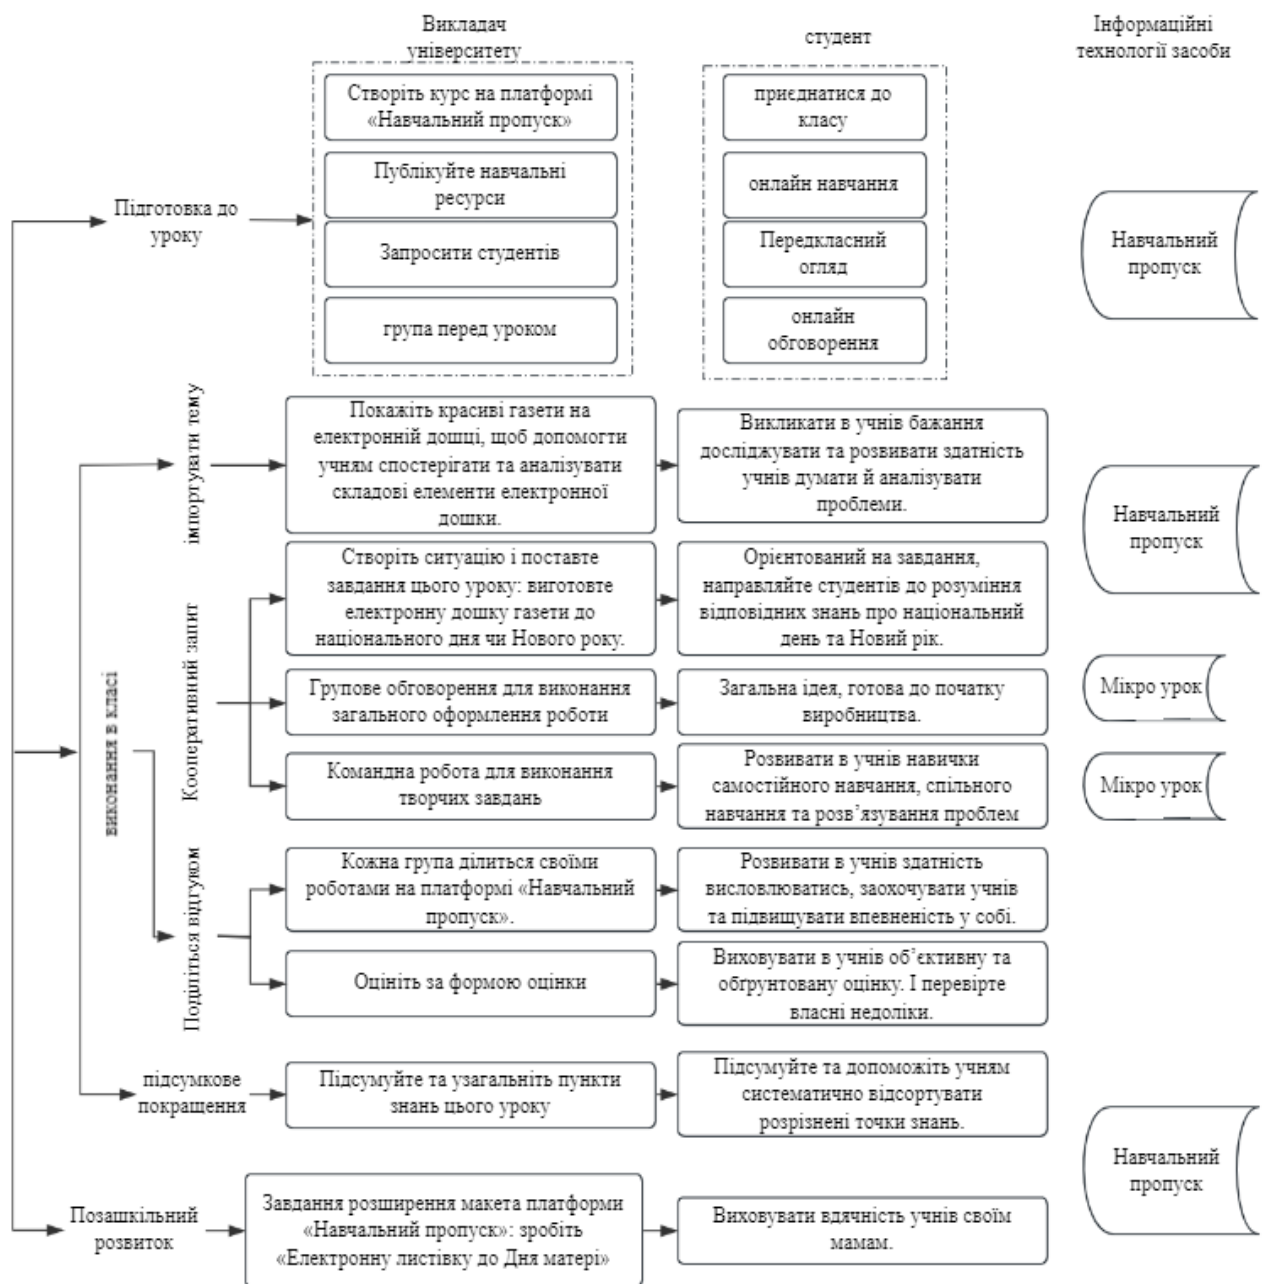 Викладач
університету
студент
Інформаційні
технології засоби
Створіть курс на платформі
«Навчальний пропуск»
Публікуйте навчальні
ресурси
Запросити студентів
група перед уроком
приєднатися до
класу
онлайн навчання
Передкласний
огляд
онлайн
обговорення
Підготовка до
уроку
Навчальний
пропуск
імпортувати тему
Покажіть красиві газети на
електронній дошці, щоб допомогти
учням спостерігати та аналізувати
складові елементи електронної
дошки.
Викликати в учнів бажання
досліджувати та розвивати здатність
учнів думати й аналізувати
проблеми.
Навчальний
пропуск
виконання в класі
Кооперативний запит
Створіть ситуацію і поставте
завдання цього уроку: виготовте
електронну дошку газети до
національного дня чи Нового року.
Орієнтований на завдання,
направляйте студентів до розуміння
відповідних знань про національний
день та Новий рік.
Групове обговорення для виконання
загального оформлення роботи
Загальна ідея, готова до початку
виробництва.
Мікро урок
Командна робота для виконання
творчих завдань
Розвивати в учнів навички
самостійного навчання, спільного
навчання та розв’язування проблем
Мікро урок
Поділіться відгуком
Кожна група ділиться своїми
роботами на платформі «Навчальний
пропуск».
Розвивати в учнів здатність
висловлюватись, заохочувати учнів
та підвищувати впевненість у собі.
Оцініть за формою оцінки
Виховувати в учнів об’єктивну та
обґрунтовану оцінку. І перевірте
власні недоліки.
підсумкове
покращення
Підсумуйте та узагальніть пункти
знань цього уроку
Підсумуйте та допоможіть учням
систематично відсортувати
розрізнені точки знань.
Навчальний
пропуск
Позашкільний
розвиток
Завдання розширення макета платформи
«Навчальний пропуск»: зробіть
«Електронну листівку до Дня матері»
Виховувати вдячність учнів своїм
мамам.